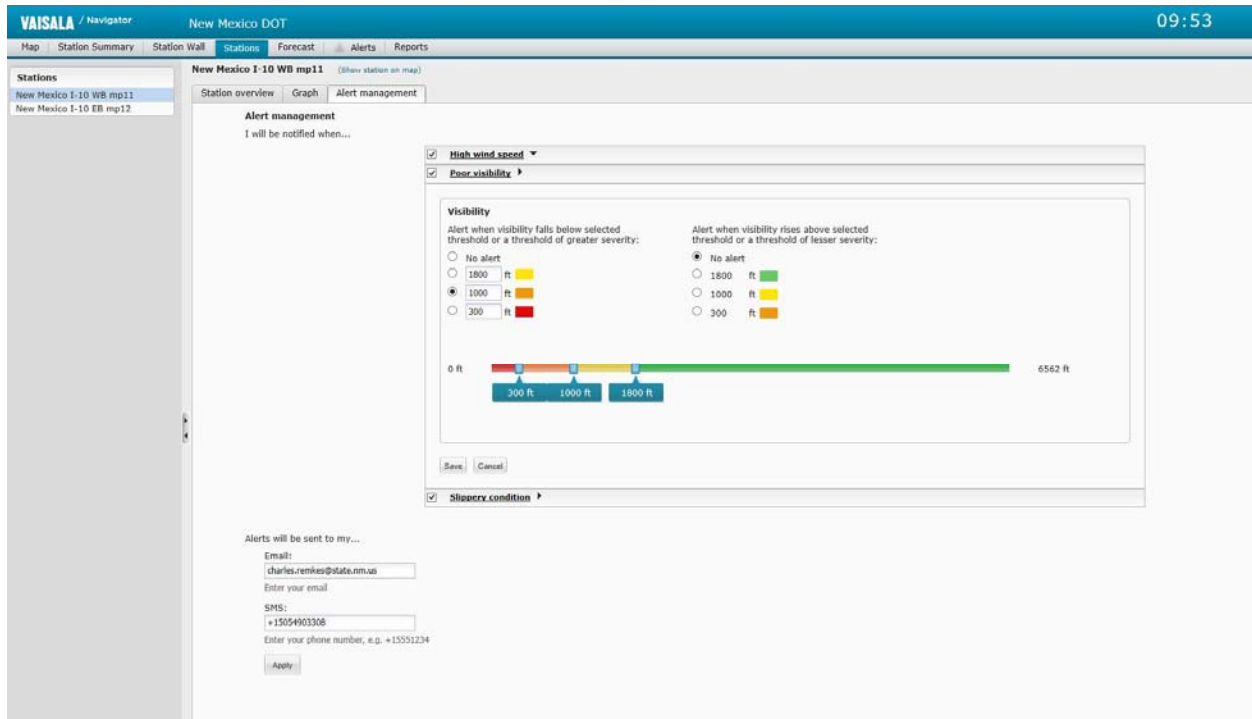 VAISALA / Navigator New Mexico DOT 09:53
Map Station Summary Station Wall Stations Forecast Alerts Reports
Stations
New Mexico I-10 WB mp11
New Mexico I-10 EB mp12
New Mexico I-10 WB mp11 (Show station on map)
Station overview Graph Alert management
Alert management
I will be notified when...
High wind speed
Poor visibility
Visibility
Alert when visibility falls below selected
threshold or a threshold of greater severity:
No alert
1800 ft
1000 ft
300 ft
Alert when visibility rises above selected
threshold or a threshold of lesser severity:
No alert
1800 ft
1000 ft
300 ft
0 ft 6562 ft
300 ft 1000 ft 1800 ft
Save Cancel
Slippery condition
Alerts will be sent to my...
Email:
charles.remkes@state.nm.us
Enter your email
SMS:
+15054903308
Enter your phone number, e.g. +15551234
Apply